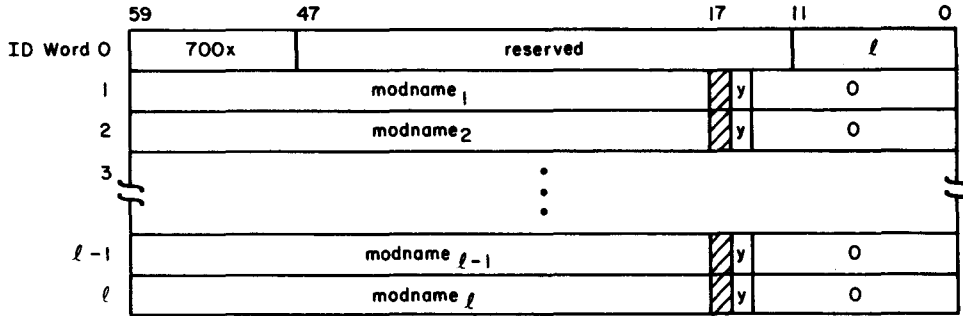 59 47 17 11 0
ID Word 0 700x reserved ℓ
1 modname1 y 0
2 modname2 y 0
3
ℓ-1 modnameℓ-1 y 0
ℓ modnameℓ y 0